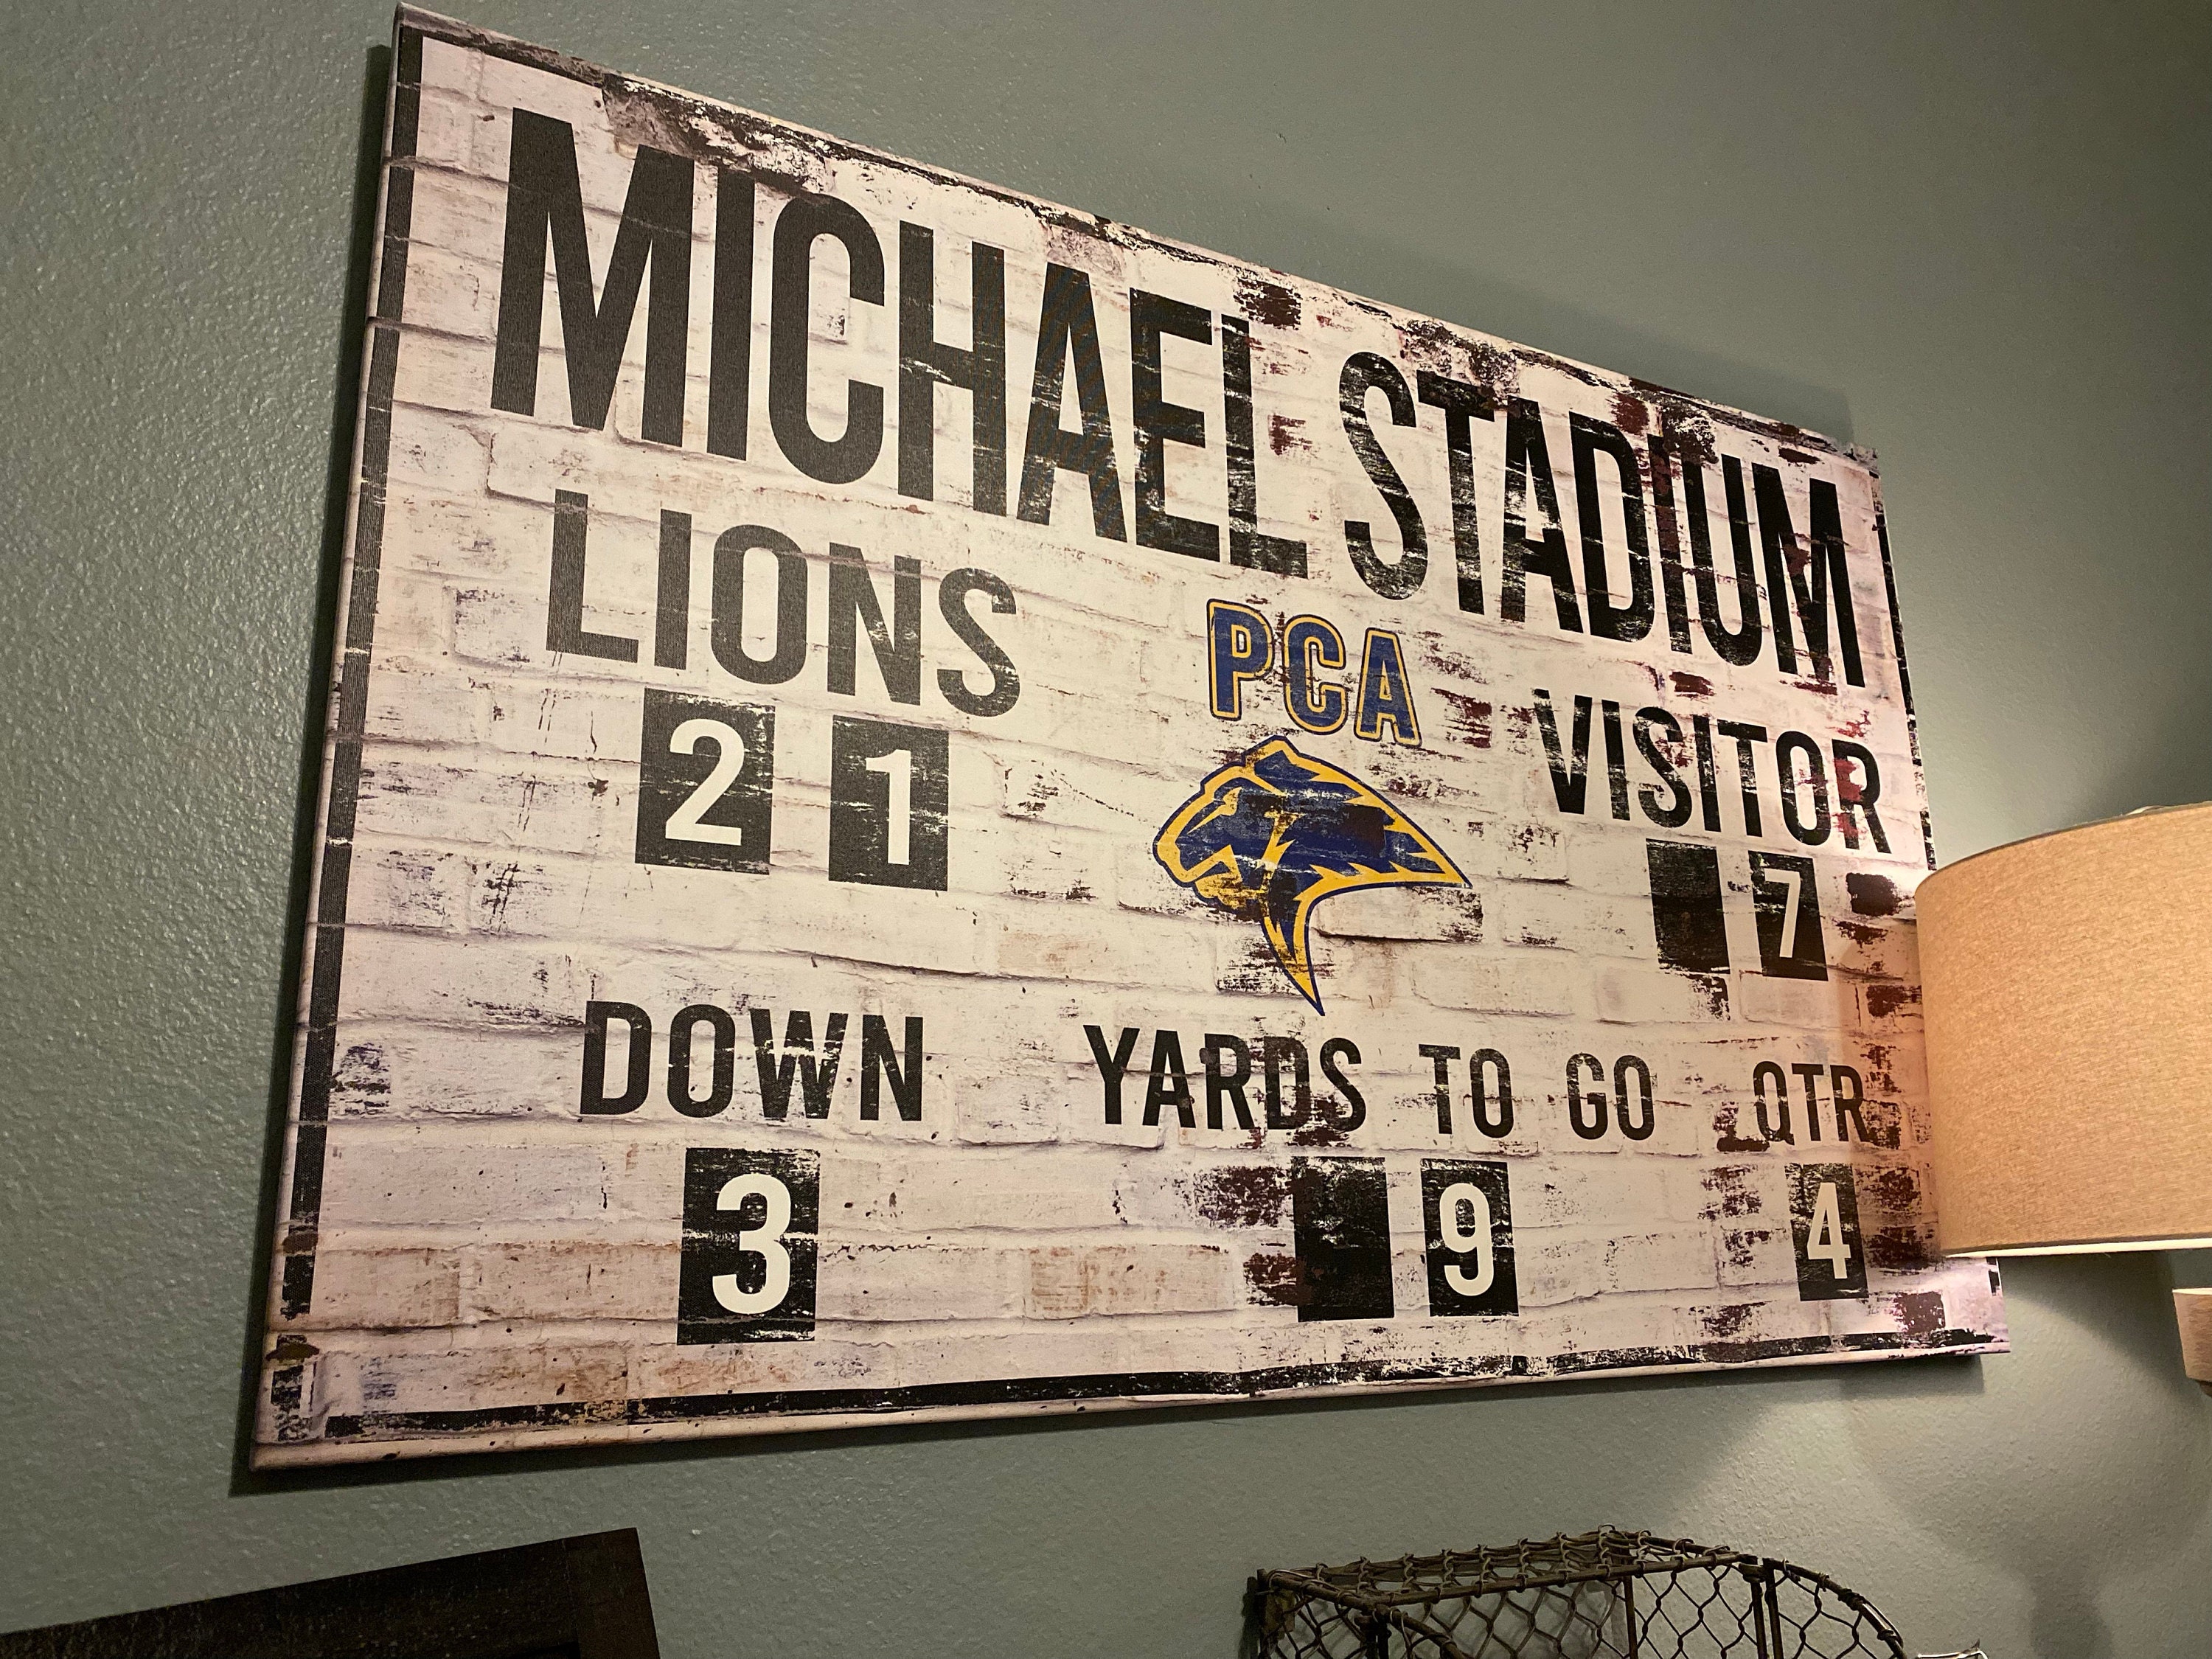 MICHAEL STADIUM
LIONS
PCA
VISITOR
2 1
7
DOWN
YARDS TO GO
QTR
3
9
4